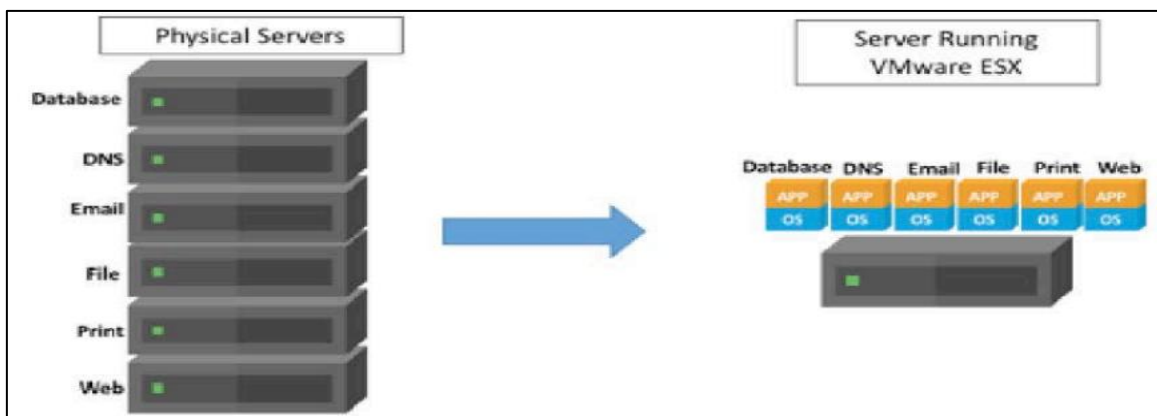 Physical Servers
Database
DNS
Email
File
Print
Web
Server Running
VMware ESX
Database DNS Email File Print Web
APP APP APP APP APP APP
OS OS OS OS OS OS